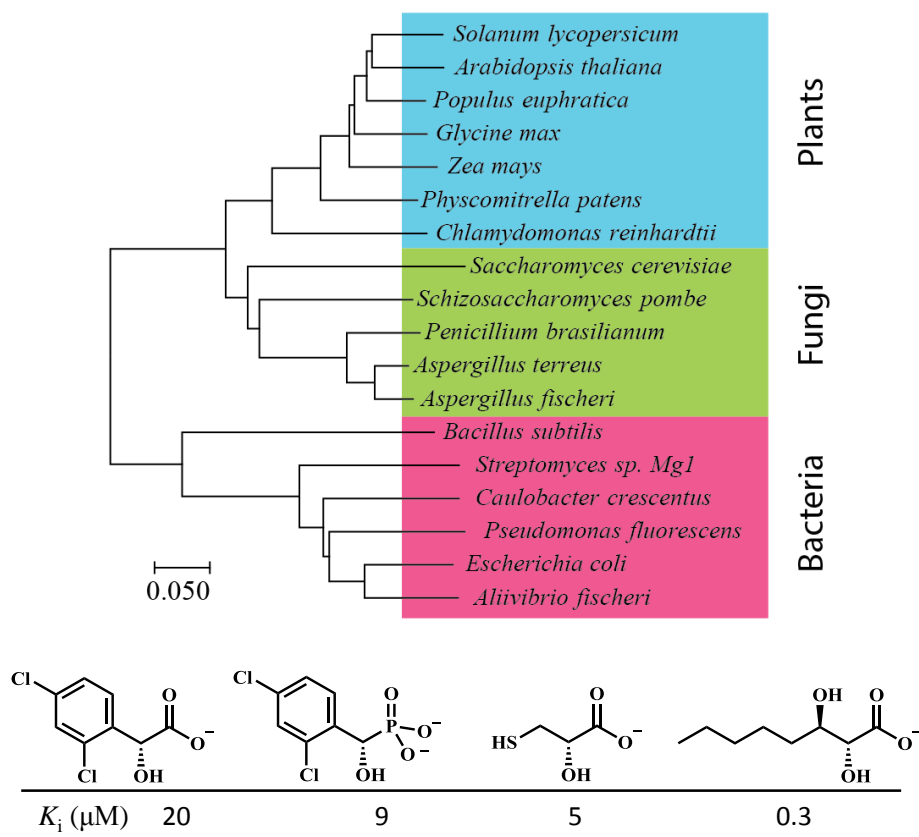 Solanum lycopersicum
Arabidopsis thaliana
Populus euphratica
Glycine max
Zea mays
Physcomitrella patens
Chlamydomonas reinhardtii
Plants
Saccharomyces cerevisiae
Schizosaccharomyces pombe
Penicillium brasilianum
Aspergillus terreus
Aspergillus fischeri
Fungi
Bacillus subtilis
Streptomyces sp. Mg1
Caulobacter crescentus
Pseudomonas fluorescens
Escherichia coli
Aliivibrio fischeri
Bacteria
0.050
Cl
O
O⁻
OH
Cl
Cl
O
P
O⁻
O⁻
OH
Cl
HS
O
O⁻
OH
OH
O
O⁻
OH
Ki (μM) 20 9 5 0.3